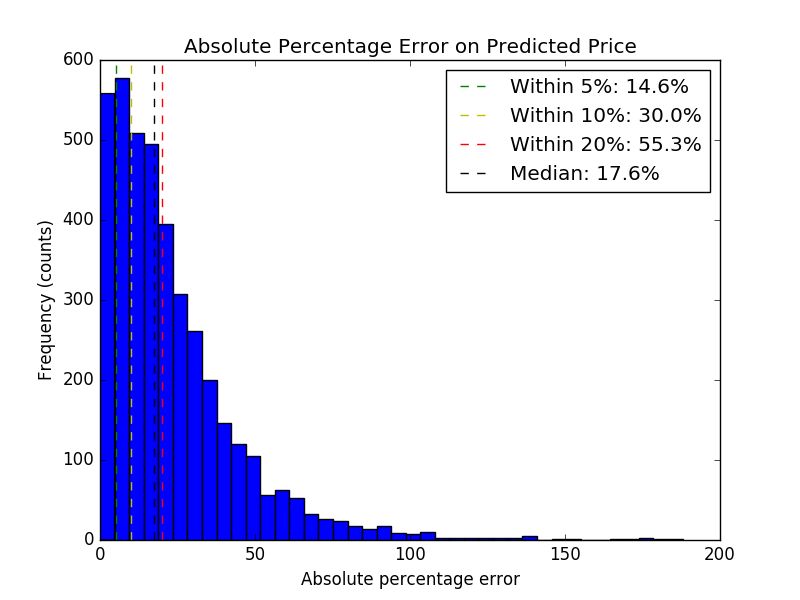 Absolute Percentage Error on Predicted Price
Within 5%: 14.6%
Within 10%: 30.0%
Within 20%: 55.3%
Median: 17.6%
600
500
400
300
200
100
0
Frequency (counts)
0 50 100 150 200
Absolute percentage error